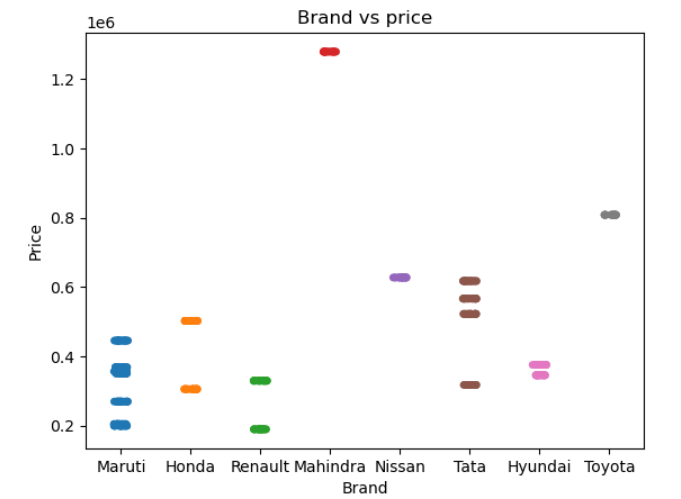 Brand vs price
1e6
1.2
1.0
0.8
0.6
0.4
0.2
Price
Maruti Honda Renault Mahindra Nissan Tata Hyundai Toyota
Brand